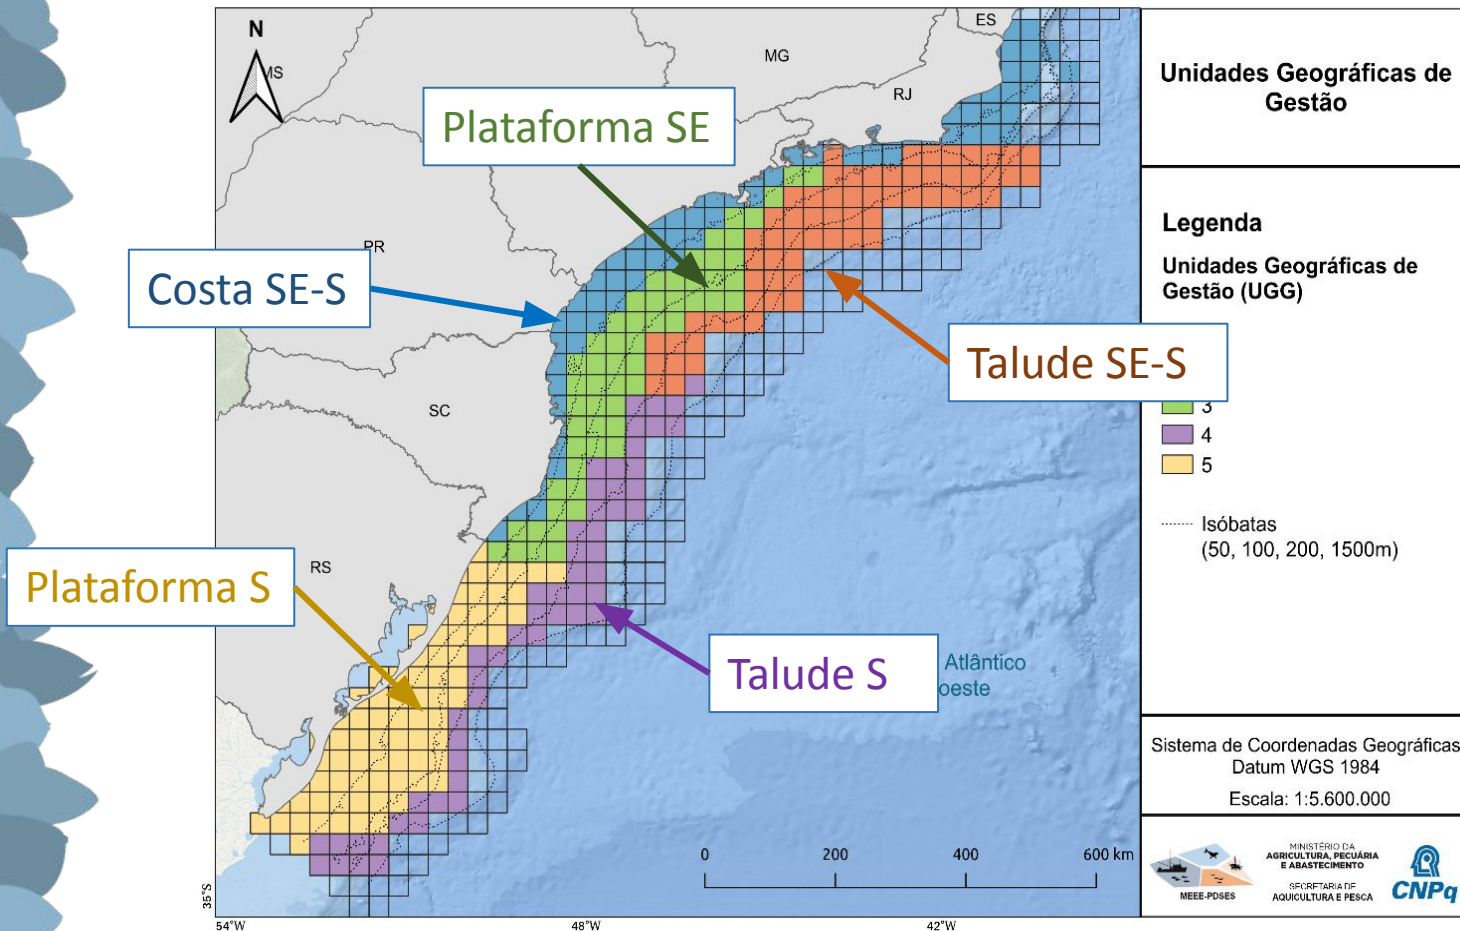 N
MS
MG
ES
RJ
Plataforma SE
PR
Costa SE-S
Talude SE-S
SC
RS
Plataforma S
Talude S
Atlântico
oeste
0 200 400 600 km
35°S
54°W 48°W 42°W
Unidades Geográficas de
Gestão
Legenda
Unidades Geográficas de
Gestão (UGG)
3
4
5
Isóbatas
(50, 100, 200, 1500m)
Sistema de Coordenadas Geográficas
Datum WGS 1984
Escala: 1:5.600.000
MEEE-PDSES
MINISTÉRIO DA
AGRICULTURA, PECUÁRIA
E ABASTECIMENTO
SECRETARIA DE
AQUICULTURA E PESCA
CNPq